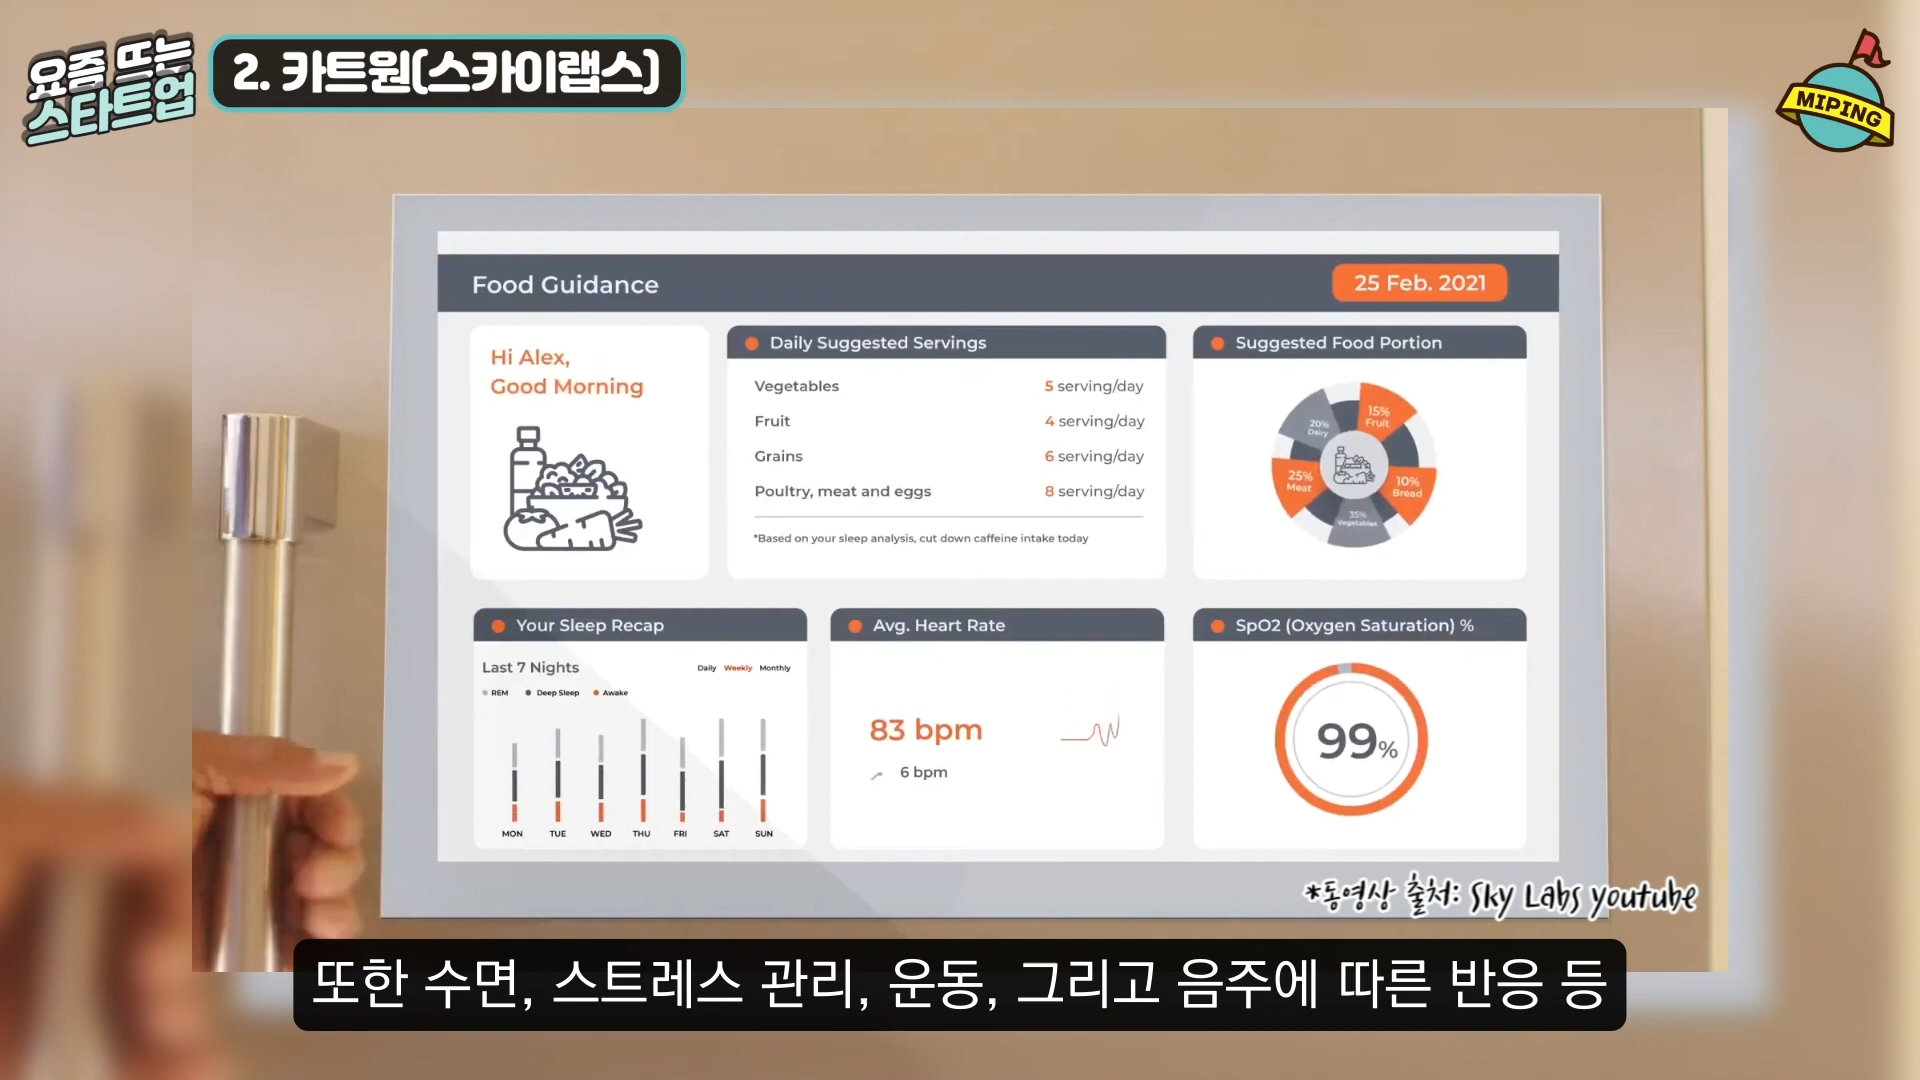 요즘 뜨는
스타트업
2. 카트원(스카이랩스)
MIPING
Food Guidance
25 Feb. 2021
Hi Alex,
Good Morning
Daily Suggested Servings
Vegetables 5 serving/day
Fruit 4 serving/day
Grains 6 serving/day
Poultry, meat and eggs 8 serving/day
*Based on your sleep analysis, cut down caffeine intake today
Suggested Food Portion
15%
Fruit
20%
Dairy
25%
Meat
10%
Bread
35%
Vegetables
Your Sleep Recap
Last 7 Nights
Daily Weekly Monthly
REM Deep Sleep Awake
MON TUE WED THU FRI SAT SUN
Avg. Heart Rate
83 bpm
6 bpm
SpO2 (Oxygen Saturation) %
99%
*동영상 출처: Sky Labs youtube
또한 수면, 스트레스 관리, 운동, 그리고 음주에 따른 반응 등